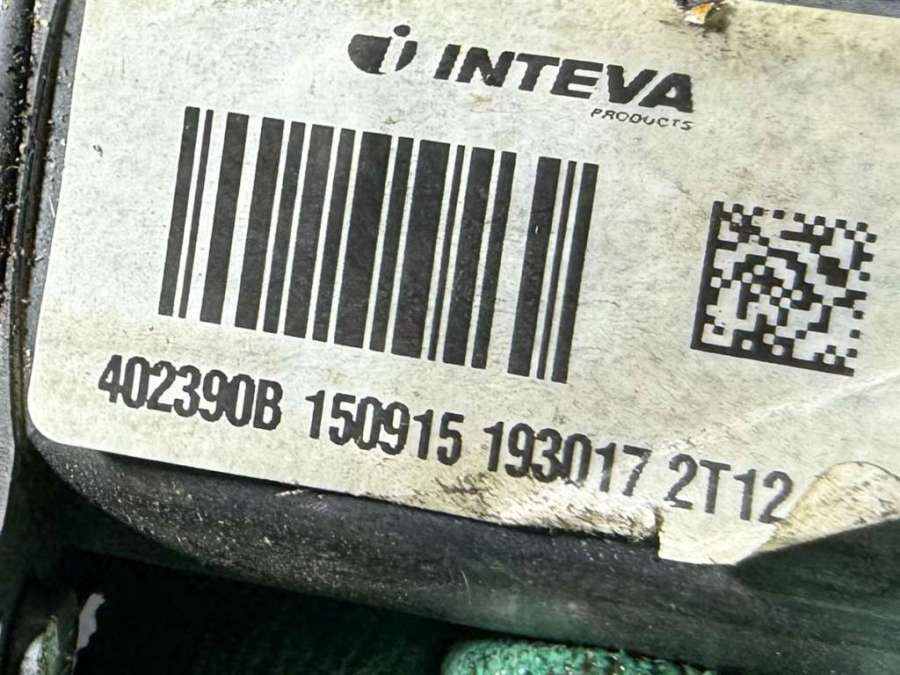 INTEVA
PRODUCTS
402390B 150915 193017 2T12